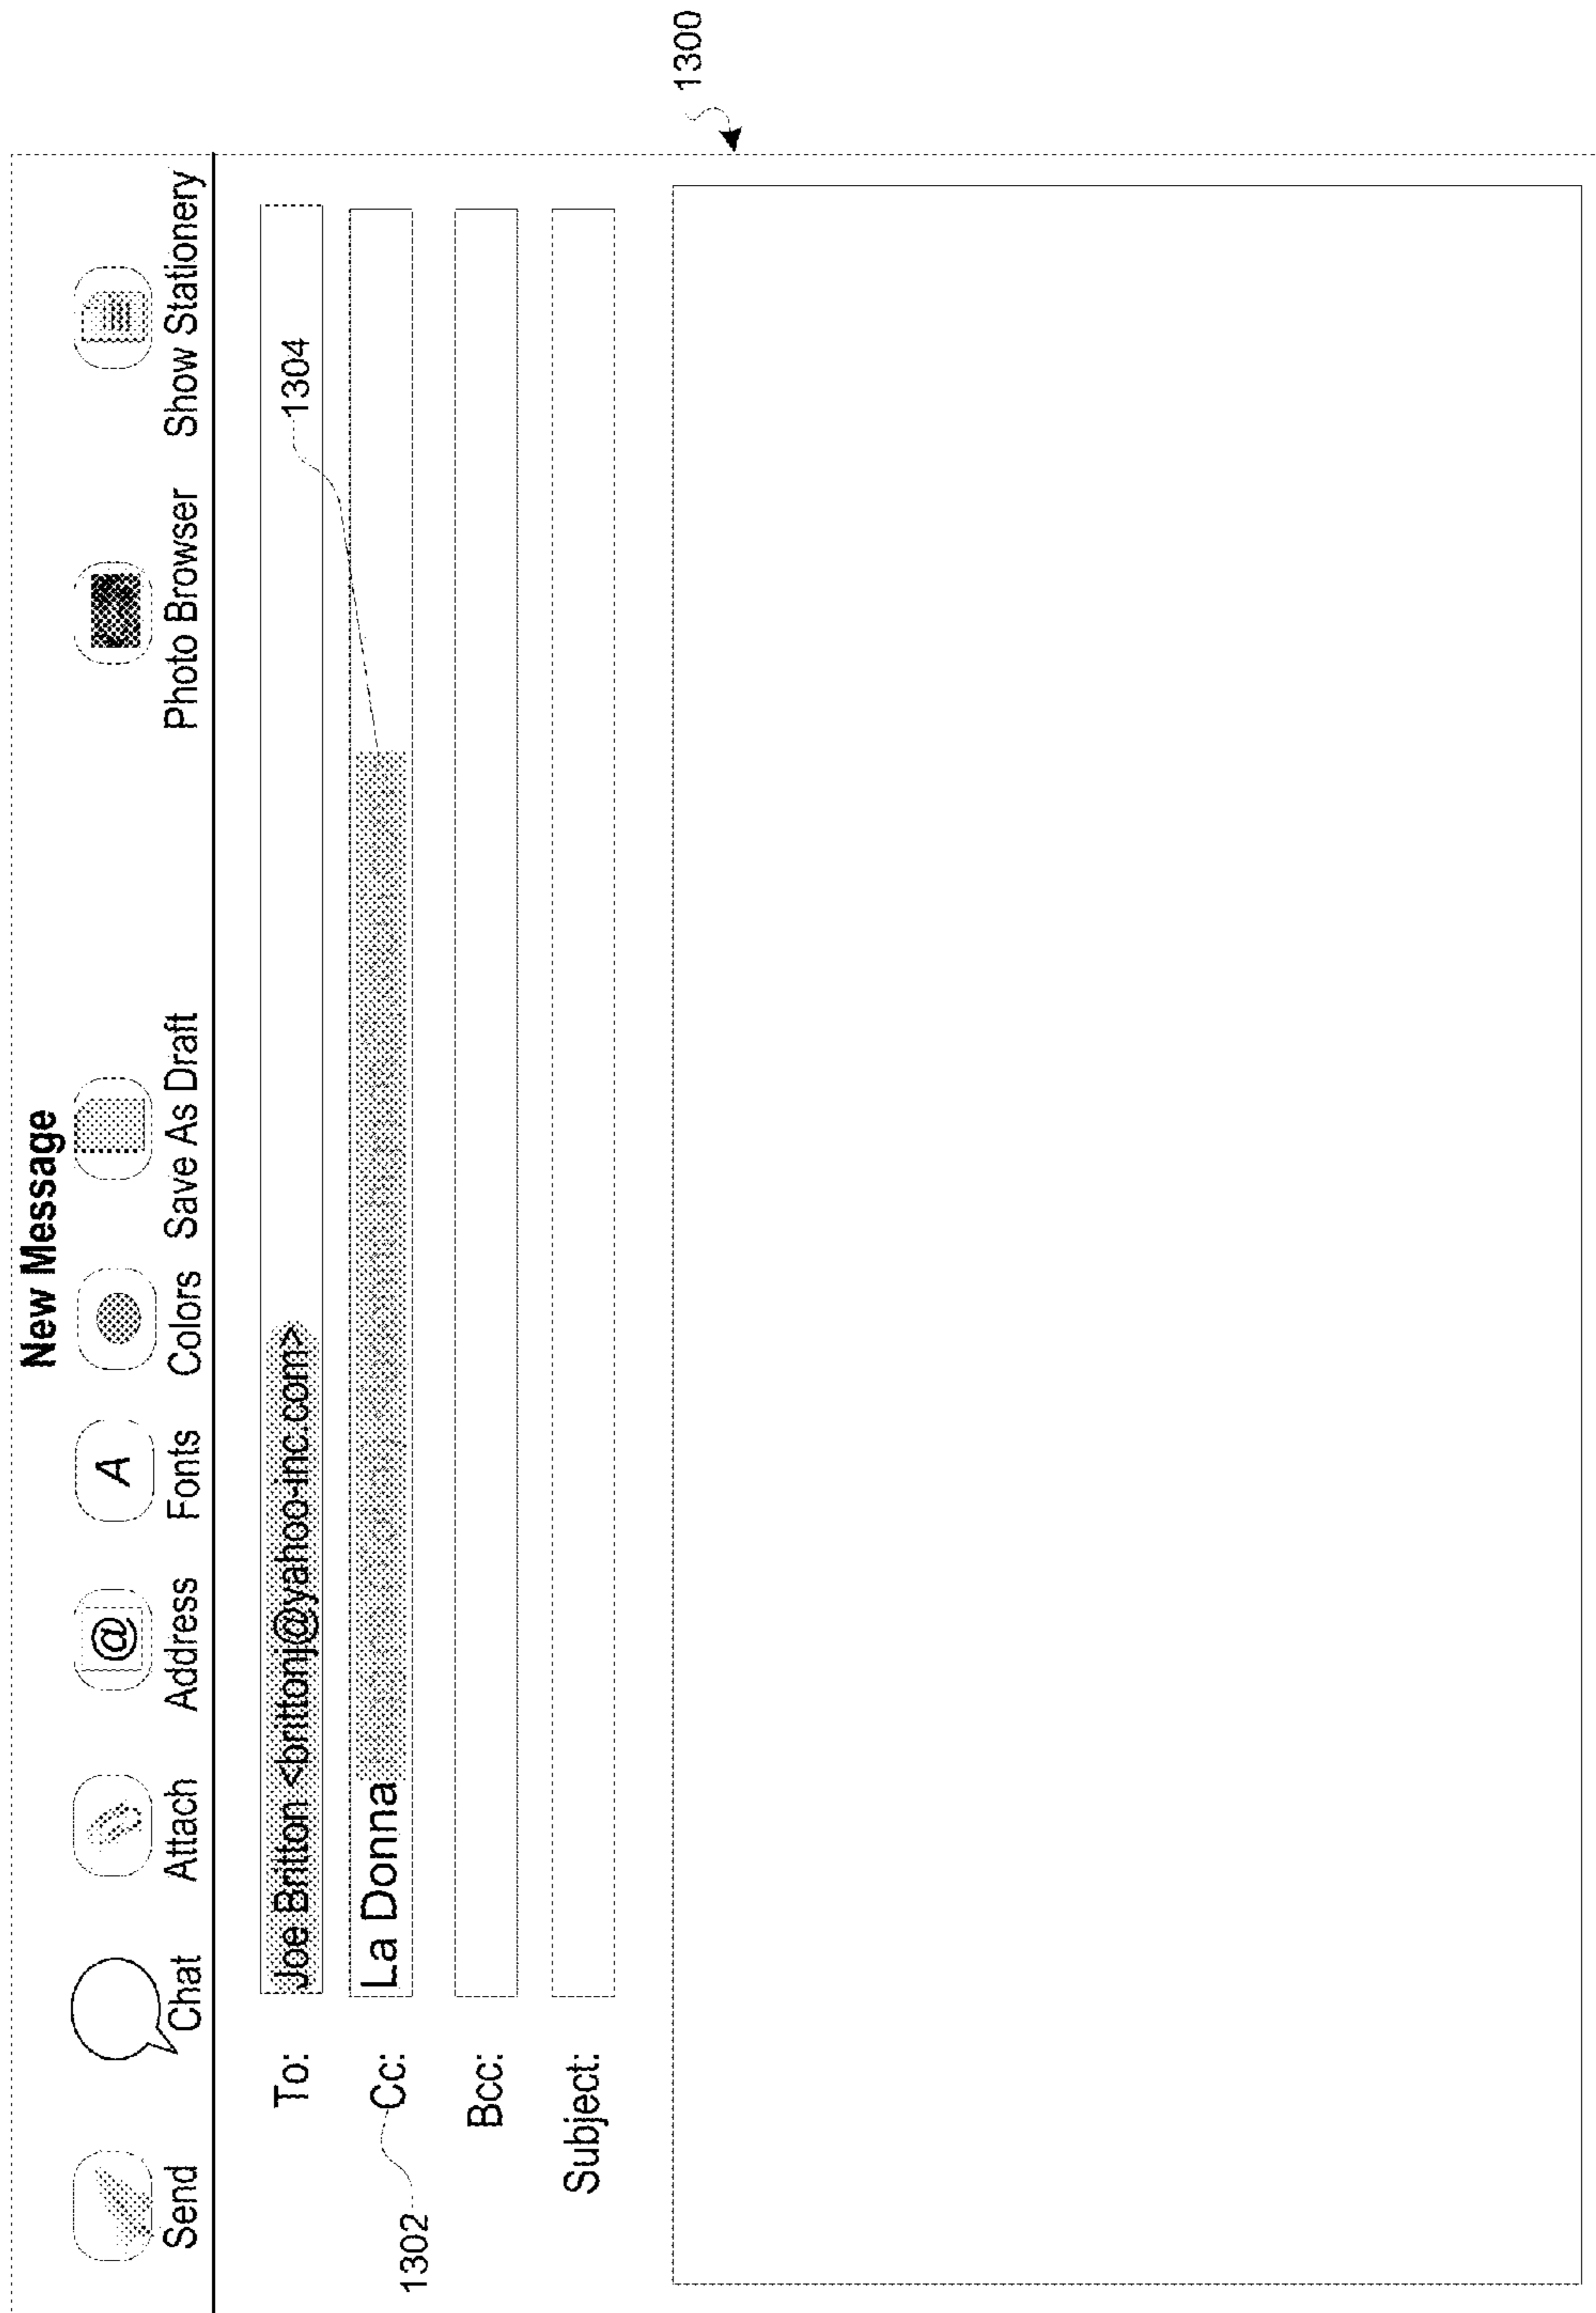 New Message
Send Chat Attach Address Fonts Colors Save As Draft Photo Browser Show Stationery
@ A
To: Joe Britton <brittonj@yahoo-inc.com>
1304
Cc: La Donna
1302
Bcc:
Subject:
1300